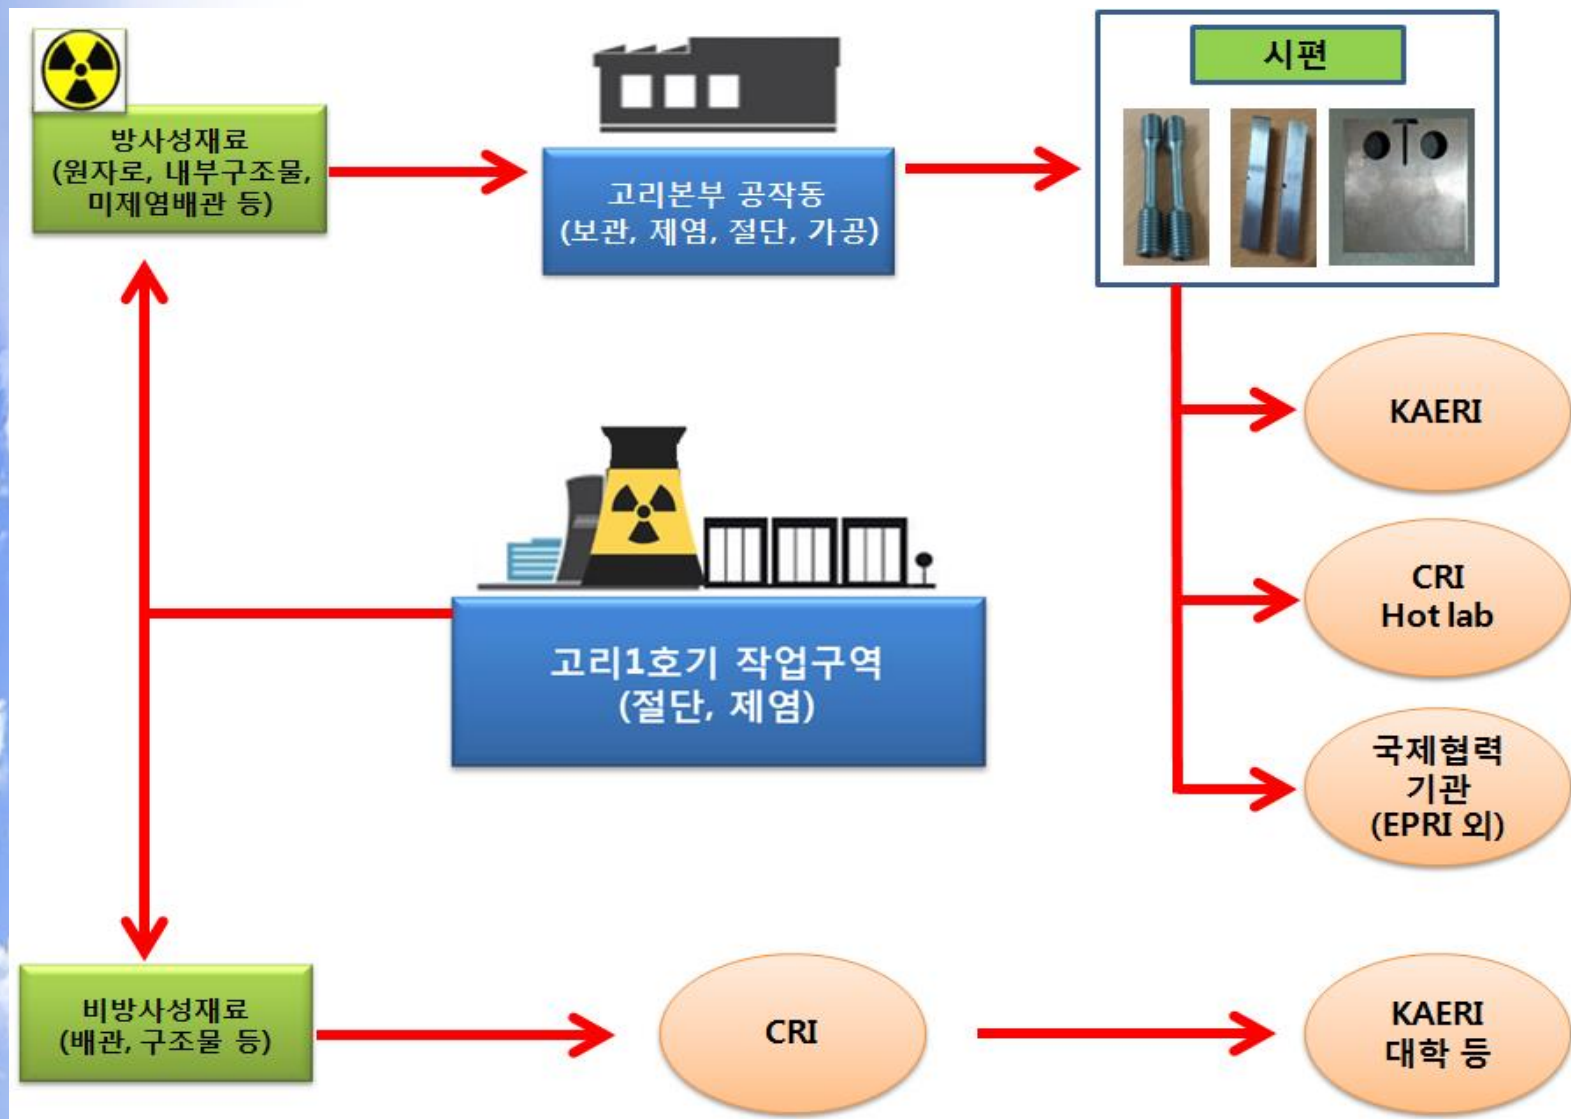 방사성재료
(원자로, 내부구조물,
미제염배관 등)
고리본부 공작동
(보관, 제염, 절단, 가공)
시편
KAERI
CRI
Hot lab
국제협력
기관
(EPRI 외)
고리1호기 작업구역
(절단, 제염)
비방사성재료
(배관, 구조물 등)
CRI
KAERI
대학 등